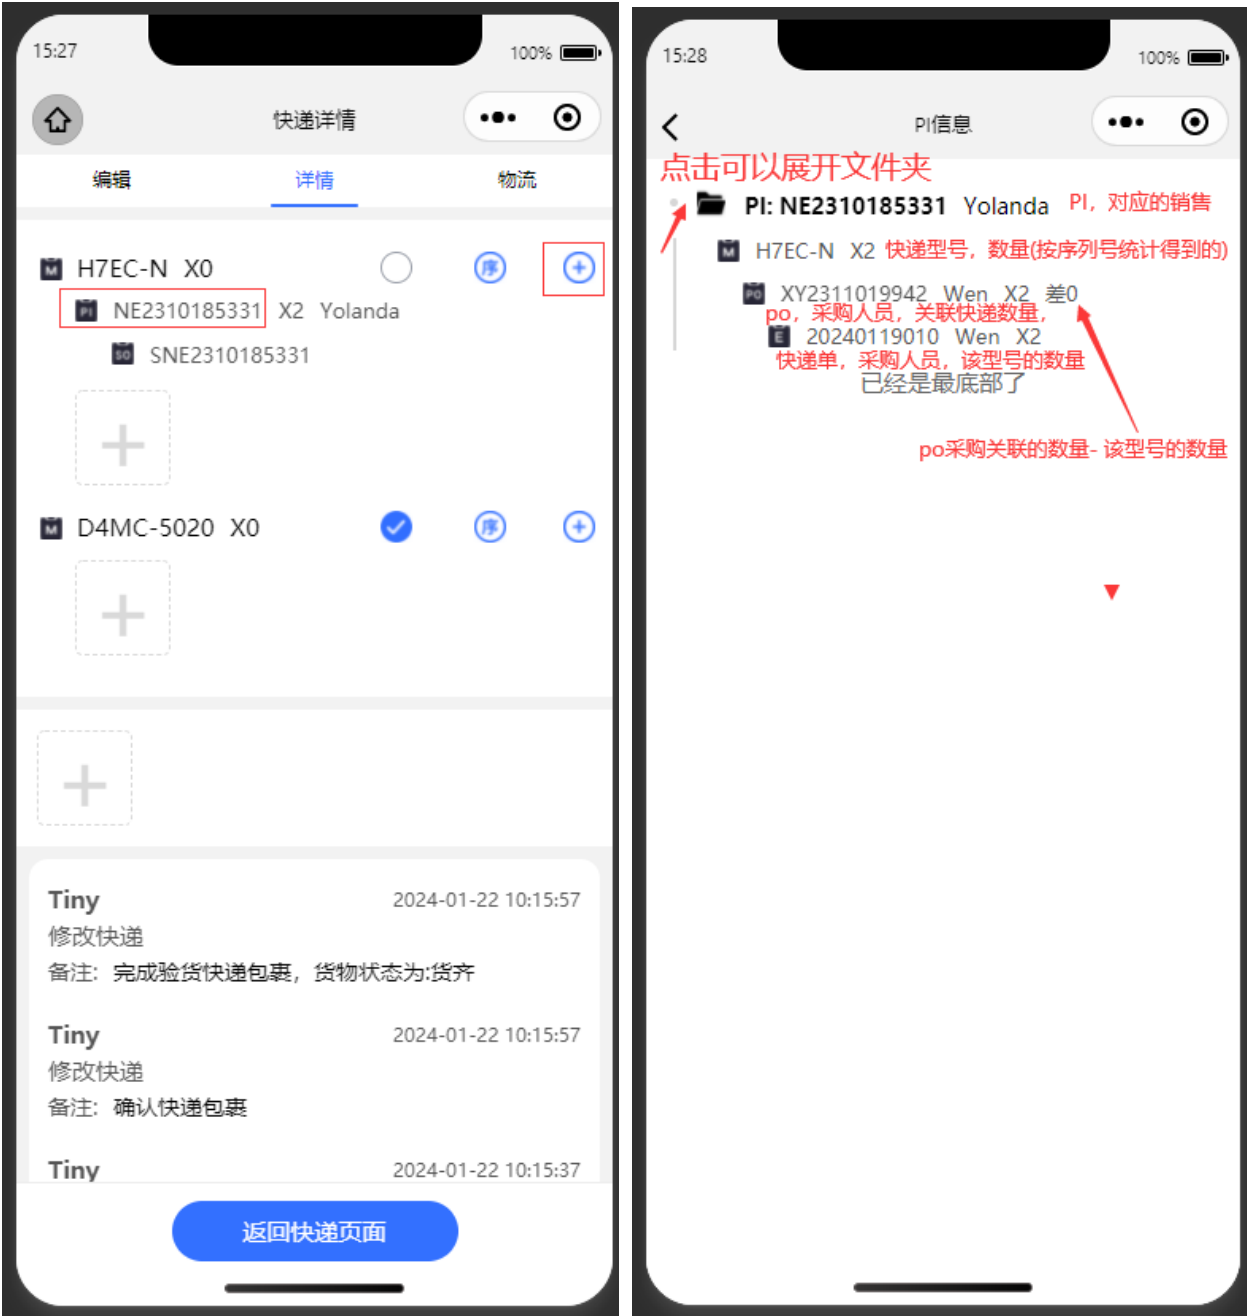 15:27
100%
快递详情
编辑
详情
物流
H7EC-N X0
序
PI NE2310185331 X2 Yolanda
SO SNE2310185331
D4MC-5020 X0
序
Tiny
2024-01-22 10:15:57
修改快递
备注: 完成验货快递包裹，货物状态为:货齐
Tiny
2024-01-22 10:15:57
修改快递
备注: 确认快递包裹
Tiny
2024-01-22 10:15:37
返回快递页面
15:28
100%
PI信息
点击可以展开文件夹
PI: NE2310185331 Yolanda PI，对应的销售
M H7EC-N X2 快递型号，数量(按序列号统计得到的)
PO XY2311019942 Wen X2 差0
po，采购人员，关联快递数量，
E 20240119010 Wen X2
快递单，采购人员，该型号的数量
已经是最底部了
po采购关联的数量- 该型号的数量